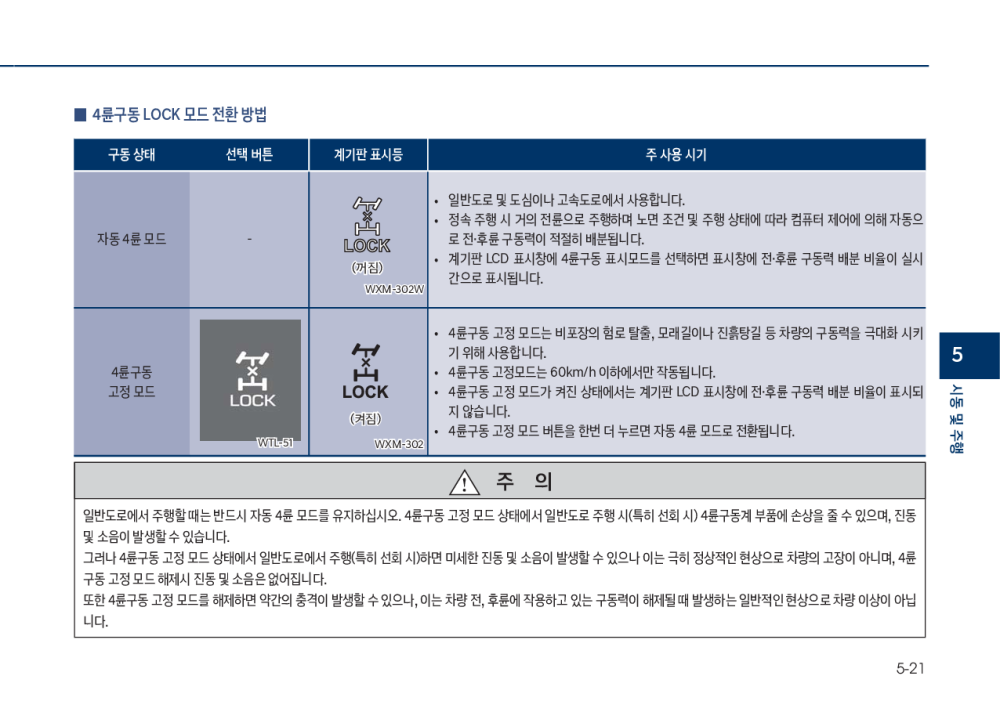 ■ 4륜구동 LOCK 모드 전환 방법
구동 상태 선택 버튼 계기판 표시등 주 사용 시기
자동 4륜 모드
-
LOCK
(꺼짐)
WXM-302W
• 일반도로 및 도심이나 고속도로에서 사용합니다.
• 정속 주행 시 거의 전륜으로 주행하며 노면 조건 및 주행 상태에 따라 컴퓨터 제어에 의해 자동으
로 전·후륜 구동력이 적절히 배분됩니다.
• 계기판 LCD 표시창에 4륜구동 표시모드를 선택하면 표시창에 전·후륜 구동력 배분 비율이 실시
간으로 표시됩니다.
4륜구동
고정 모드
LOCK
WTL-51
LOCK
(켜짐)
WXM-302
• 4륜구동 고정 모드는 비포장의 험로 탈출, 모래길이나 진흙탕길 등 차량의 구동력을 극대화 시키
기 위해 사용합니다.
• 4륜구동 고정모드는 60km/h 이하에서만 작동됩니다.
• 4륜구동 고정 모드가 켜진 상태에서는 계기판 LCD 표시창에 전·후륜 구동력 배분 비율이 표시되
지 않습니다.
• 4륜구동 고정 모드 버튼을 한번 더 누르면 자동 4륜 모드로 전환됩니다.
주 의
일반도로에서 주행할 때는 반드시 자동 4륜 모드를 유지하십시오. 4륜구동 고정 모드 상태에서 일반도로 주행 시(특히 선회 시) 4륜구동계 부품에 손상을 줄 수 있으며, 진동
및 소음이 발생할 수 있습니다.
그러나 4륜구동 고정 모드 상태에서 일반도로에서 주행(특히 선회 시)하면 미세한 진동 및 소음이 발생할 수 있으나 이는 극히 정상적인 현상으로 차량의 고장이 아니며, 4륜
구동 고정 모드 해제시 진동 및 소음은 없어집니다.
또한 4륜구동 고정 모드를 해제하면 약간의 충격이 발생할 수 있으나, 이는 차량 전, 후륜에 작용하고 있는 구동력이 해제될 때 발생하는 일반적인 현상으로 차량 이상이 아닙
니다.
5
시동 및 주행
5-21